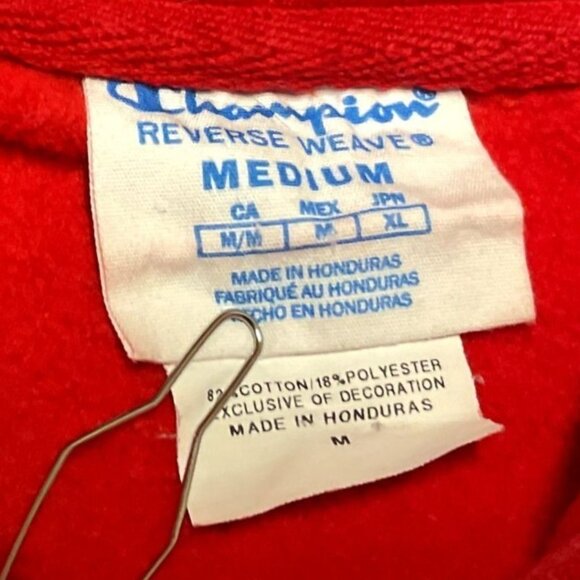 Champion®
REVERSE WEAVE®
MEDIUM
CA MEX JPN
M/M M XL
MADE IN HONDURAS
FABRIQUÉ AU HONDURAS
HECHO EN HONDURAS
COTTON/18%POLYESTER
EXCLUSIVE OF DECORATION
MADE IN HONDURAS
M